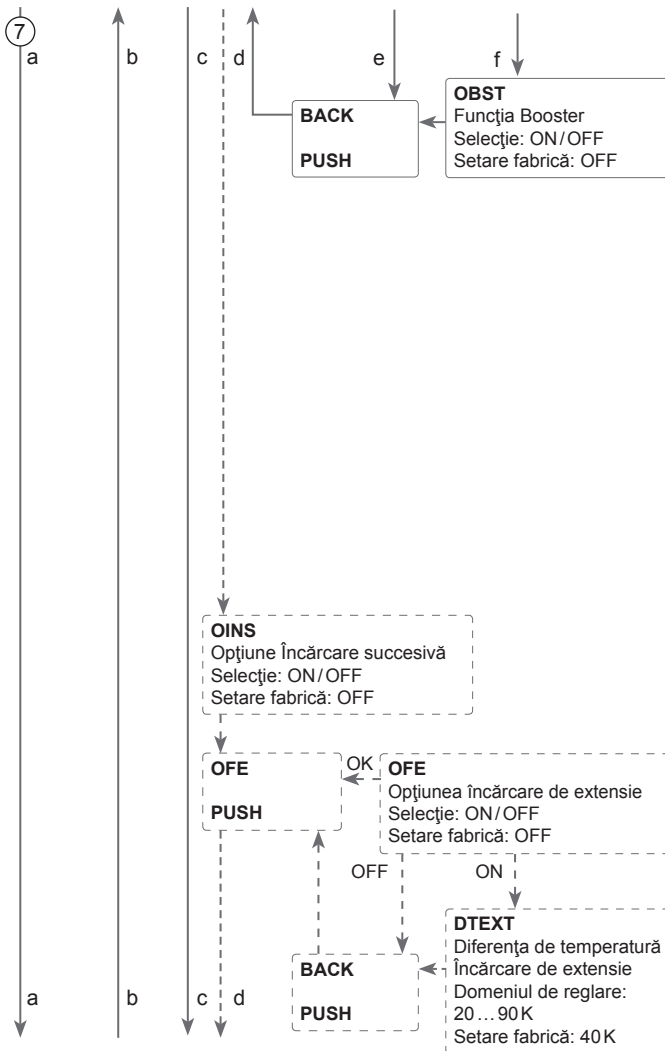 7
a
b
c
d
e
f
BACK
PUSH
OBST
Funcţia Booster
Selecţie: ON/OFF
Setare fabrică: OFF
OINS
Opţiune Încărcare succesivă
Selecţie: ON/OFF
Setare fabrică: OFF
OFE
PUSH
OK
OFE
Opţiunea încărcare de extensie
Selecţie: ON/OFF
Setare fabrică: OFF
OFF
ON
BACK
PUSH
DTEXT
Diferenţa de temperatură
Încărcare de extensie
Domeniul de reglare:
20 … 90 K
Setare fabrică: 40 K
a
b
c
d